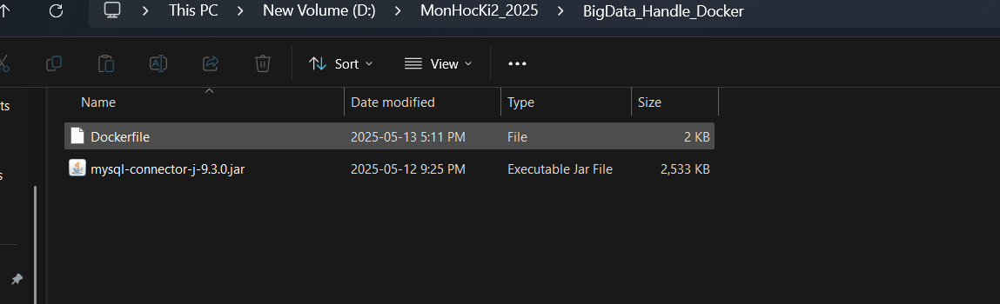 This PC > New Volume (D:) > MonHocKi2_2025 > BigData_Handle_Docker
Sort View
ts
Name Date modified Type Size
Dockerfile 2025-05-13 5:11 PM File 2 KB
mysql-connector-j-9.3.0.jar 2025-05-12 9:25 PM Executable Jar File 2,533 KB
s